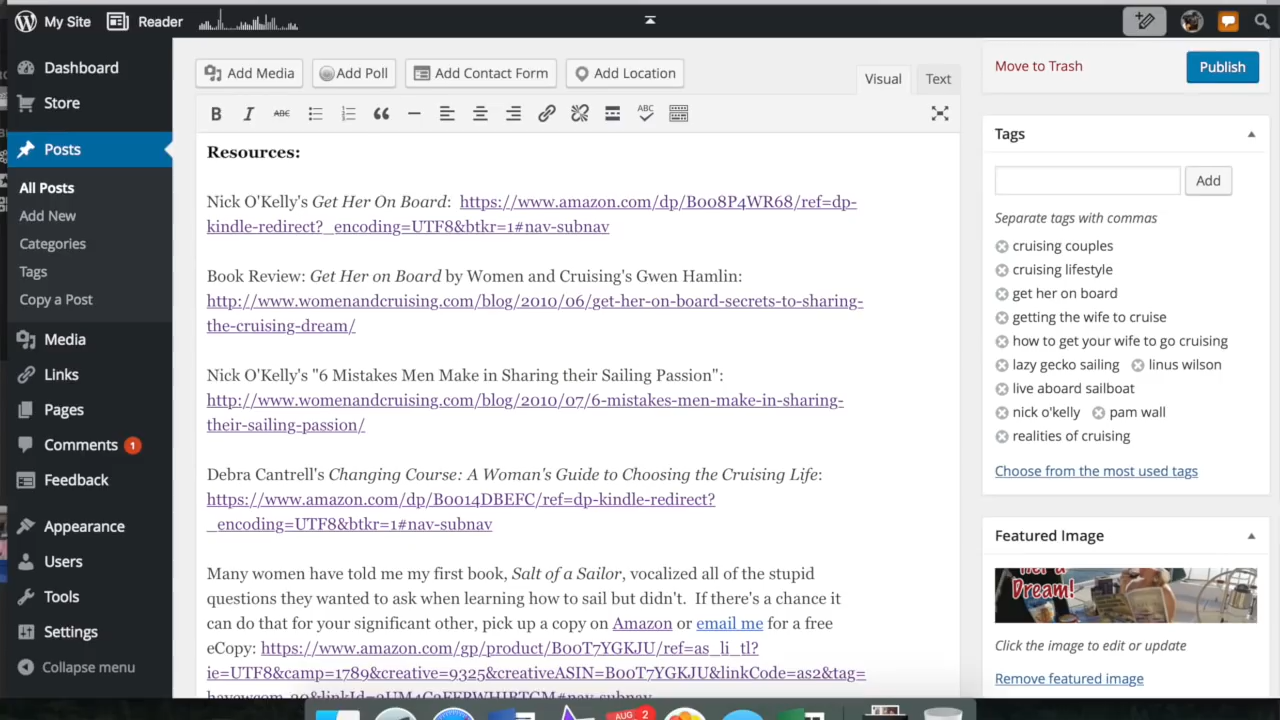 My Site
Reader
Dashboard
Store
Posts
All Posts
Add New
Categories
Tags
Copy a Post
Media
Links
Pages
Comments 1
Feedback
Appearance
Users
Tools
Settings
Collapse menu
Add Media
Add Poll
Add Contact Form
Add Location
Visual
Text
B I ABC
ABC
Resources:
Nick O'Kelly's Get Her On Board: https://www.amazon.com/dp/B008P4WR68/ref=dp-
kindle-redirect?_encoding=UTF8&btkr=1#nav-subnav
Book Review: Get Her on Board by Women and Cruising's Gwen Hamlin:
http://www.womenandcruising.com/blog/2010/06/get-her-on-board-secrets-to-sharing-
the-cruising-dream/
Nick O'Kelly's "6 Mistakes Men Make in Sharing their Sailing Passion":
http://www.womenandcruising.com/blog/2010/07/6-mistakes-men-make-in-sharing-
their-sailing-passion/
Debra Cantrell's Changing Course: A Woman's Guide to Choosing the Cruising Life:
https://www.amazon.com/dp/B0014DBEFC/ref=dp-kindle-redirect?
_encoding=UTF8&btkr=1#nav-subnav
Many women have told me my first book, Salt of a Sailor, vocalized all of the stupid
questions they wanted to ask when learning how to sail but didn't. If there's a chance it
can do that for your significant other, pick up a copy on Amazon or email me for a free
eCopy: https://www.amazon.com/gp/product/B00T7YGKJU/ref=as_li_tl?
ie=UTF8&camp=1789&creative=9325&creativeASIN=B00T7YGKJU&linkCode=as2&tag=
Move to Trash
Publish
Tags
Add
Separate tags with commas
cruising couples
cruising lifestyle
get her on board
getting the wife to cruise
how to get your wife to go cruising
lazy gecko sailing linus wilson
live aboard sailboat
nick o'kelly pam wall
realities of cruising
Choose from the most used tags
Featured Image
Her a
Dream!
Click the image to edit or update
Remove featured image
AUG 2